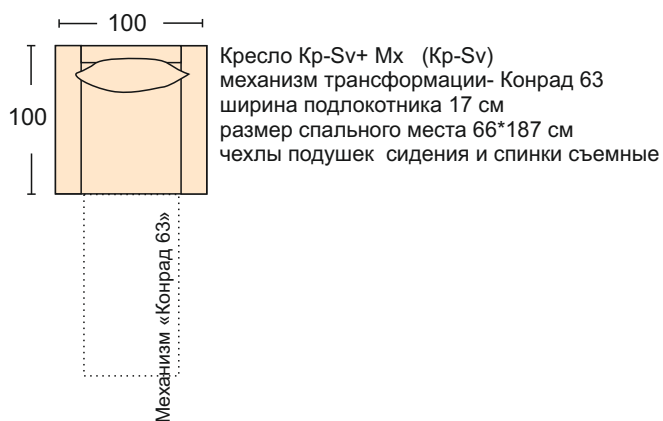 100
100
Кресло Кр-Sv+ Мх (Кр-Sv)
механизм трансформации- Конрад 63
ширина подлокотника 17 см
размер спального места 66*187 см
чехлы подушек сидения и спинки съемные
Механизм «Конрад 63»